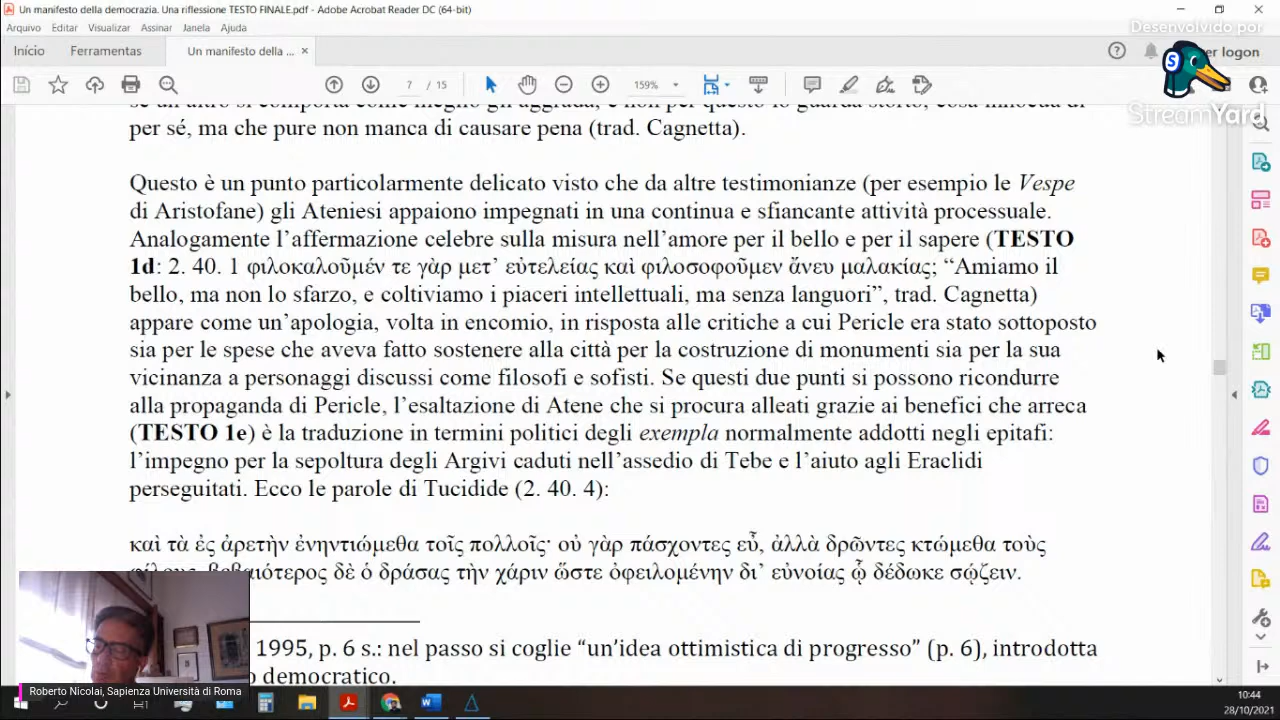 Un manifesto della democrazia. Una riflessione TESTO FINALE.pdf - Adobe Acrobat Reader DC (64-bit)
Desenvolvido por
Arquivo Editar Visualizar Assinar Janela Ajuda
Início Ferramentas Un manifesto della ... × er logon
StreamYard
7 / 15 159%
per sé, ma che pure non manca di causare pena (trad. Cagnetta).
Questo è un punto particolarmente delicato visto che da altre testimonianze (per esempio le Vespe
di Aristofane) gli Ateniesi appaiono impegnati in una continua e sfiancante attività processuale.
Analogamente l’affermazione celebre sulla misura nell’amore per il bello e per il sapere (TESTO
1d: 2. 40. 1 φιλοκαλοῦμέν τε γὰρ μετ’ εὐτελείας καὶ φιλοσοφοῦμεν ἄνευ μαλακίας; “Amiamo il
bello, ma non lo sfarzo, e coltiviamo i piaceri intellettuali, ma senza languori”, trad. Cagnetta)
appare come un’apologia, volta in encomio, in risposta alle critiche a cui Pericle era stato sottoposto
sia per le spese che aveva fatto sostenere alla città per la costruzione di monumenti sia per la sua
vicinanza a personaggi discussi come filosofi e sofisti. Se questi due punti si possono ricondurre
alla propaganda di Pericle, l’esaltazione di Atene che si procura alleati grazie ai benefici che arreca
(TESTO 1e) è la traduzione in termini politici degli exempla normalmente addotti negli epitafi:
l’impegno per la sepoltura degli Argivi caduti nell’assedio di Tebe e l’aiuto agli Eraclidi
perseguitati. Ecco le parole di Tucidide (2. 40. 4):
καὶ τὰ ἐς ἀρετὴν ἐνηντιώμεθα τοῖς πολλοῖς· οὐ γὰρ πάσχοντες εὖ, ἀλλὰ δρῶντες κτώμεθα τοὺς
δὲ ὁ δράσας τὴν χάριν ὥστε ὀφειλομένην δι’ εὐνοίας ᾧ δέδωκε σῴζειν.
1995, p. 6 s.: nel passo si coglie “un’idea ottimistica di progresso” (p. 6), introdotta
democratico.
Roberto Nicolai, Sapienza Università di Roma
10:44
28/10/2021